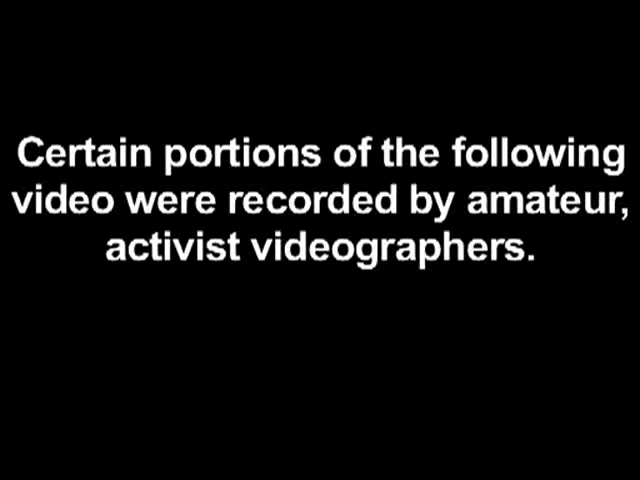 Certain portions of the following
video were recorded by amateur,
activist videographers.